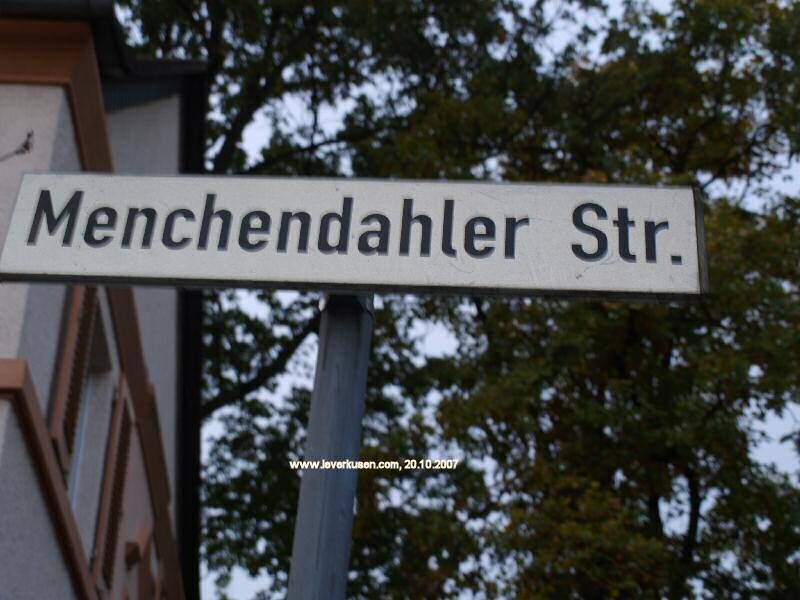 Menchendahler Str.
www.leverkusen.com, 20.10.2007